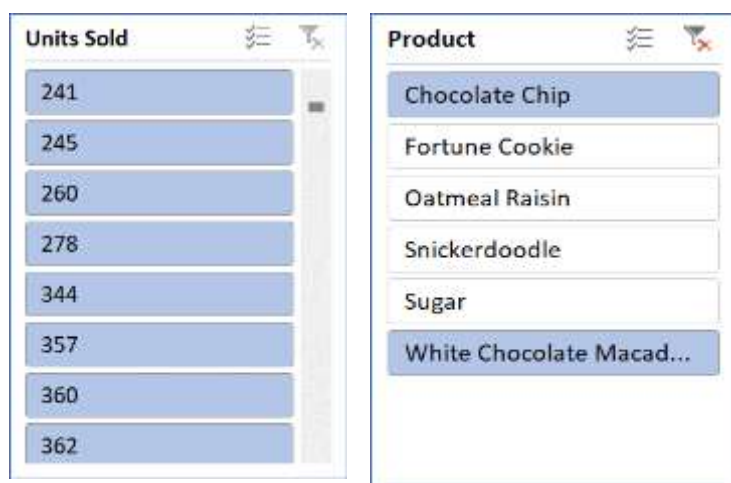 Units Sold
241
245
260
278
344
357
360
362
Product
Chocolate Chip
Fortune Cookie
Oatmeal Raisin
Snickerdoodle
Sugar
White Chocolate Macad...